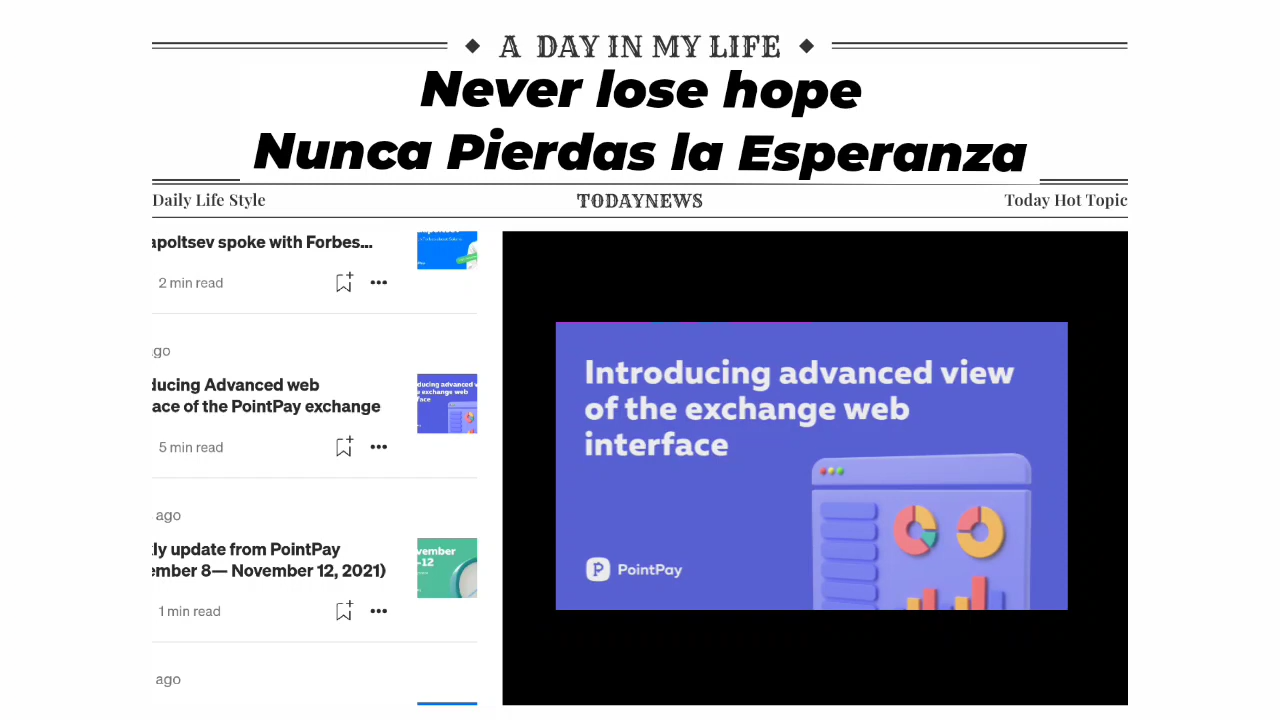 A DAY IN MY LIFE
Never lose hope
Nunca Pierdas la Esperanza
Daily Life Style
TODAYNEWS
Today Hot Topic
apoltsev spoke with Forbes...
2 min read
ago
ducing Advanced web
ace of the PointPay exchange
5 min read
ago
kly update from PointPay
ember 8— November 12, 2021)
1 min read
ago
Introducing advanced view
of the exchange web
interface
PointPay